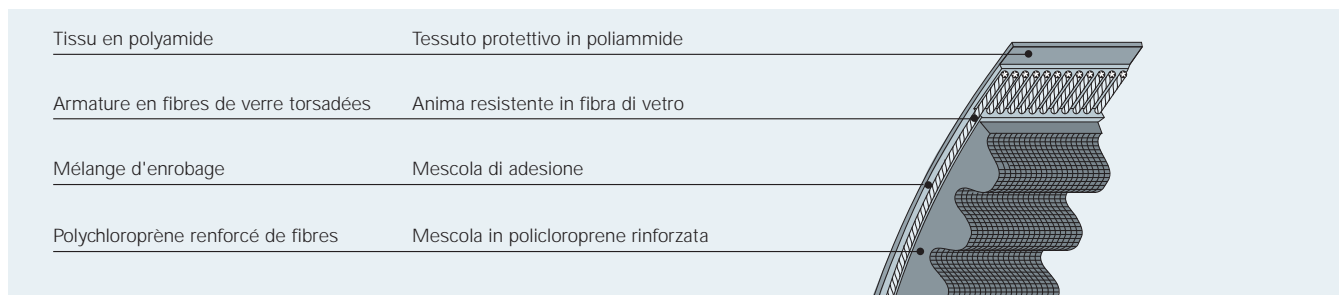 Tissu en polyamide Tessuto protettivo in poliammide
Armature en fibres de verre torsadées Anima resistente in fibra di vetro
Mélange d'enrobage Mescola di adesione
Polychloroprène renforcé de fibres Mescola in policloroprene rinforzata